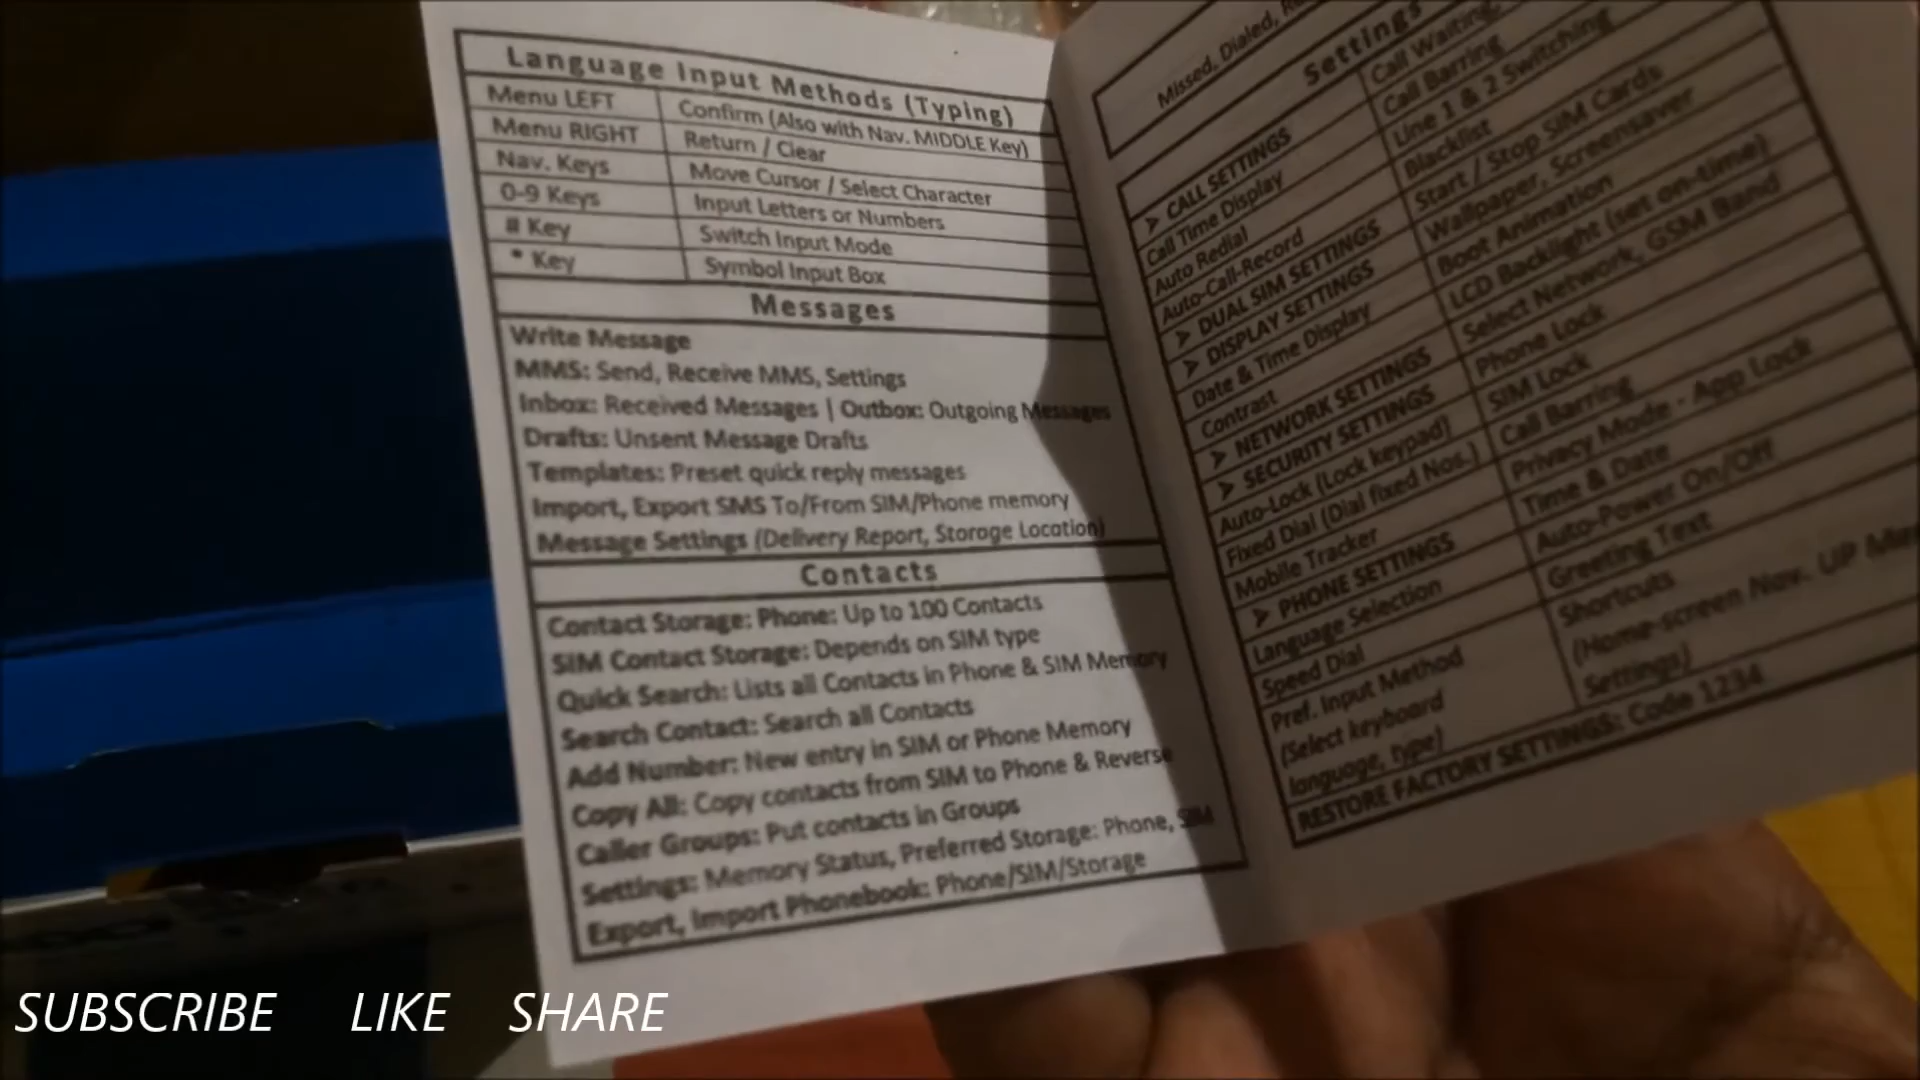 Language Input Methods (Typing)
Menu LEFT Confirm (Also with Nav. MIDDLE Key)
Menu RIGHT Return / Clear
Nav. Keys Move Cursor / Select Character
0-9 Keys Input Letters or Numbers
# Key Switch Input Mode
* Key Symbol Input Box
Messages
Write Message
MMS: Send, Receive MMS, Settings
Inbox: Received Messages | Outbox: Outgoing Messages
Drafts: Unsent Message Drafts
Templates: Preset quick reply messages
Import, Export SMS To/From SIM/Phone memory
Message Settings (Delivery Report, Storage Location)
Contacts
Contact Storage: Phone: Up to 100 Contacts
SIM Contact Storage: Depends on SIM type
Quick Search: Lists all Contacts in Phone & SIM Memory
Search Contact: Search all Contacts
Add Number: New entry in SIM or Phone Memory
Copy All: Copy contacts from SIM to Phone & Reverse
Caller Groups: Put contacts in Groups
Settings: Memory Status, Preferred Storage: Phone, SIM
Export, Import Phonebook: Phone/SIM/Storage
Missed, Dialed,
Settings
➢ CALL SETTINGS Call Waiting,
Call Time Display Call Barring
Auto Redial Line 1 & 2 Switching
Auto-Call-Record Blacklist
➢ DUAL SIM SETTINGS Start / Stop SIM Cards
➢ DISPLAY SETTINGS Wallpaper, Screensaver
Date & Time Display Boot Animation
Contrast LCD Backlight (set on-time)
➢ NETWORK SETTINGS Select Network, GSM Band
➢ SECURITY SETTINGS Phone Lock
Auto-Lock (Lock keypad) SIM Lock
Fixed Dial (Dial fixed Nos.) Call Barring
Mobile Tracker Privacy Mode - App Lock
➢ PHONE SETTINGS Time & Date
Language Selection Auto-Power On/Off
Speed Dial Greeting Text
Pref. Input Method Shortcuts
(Select keyboard (Home-screen Nav. UP
language, type) Settings)
RESTORE FACTORY SETTINGS: Code 1234
SUBSCRIBE LIKE SHARE